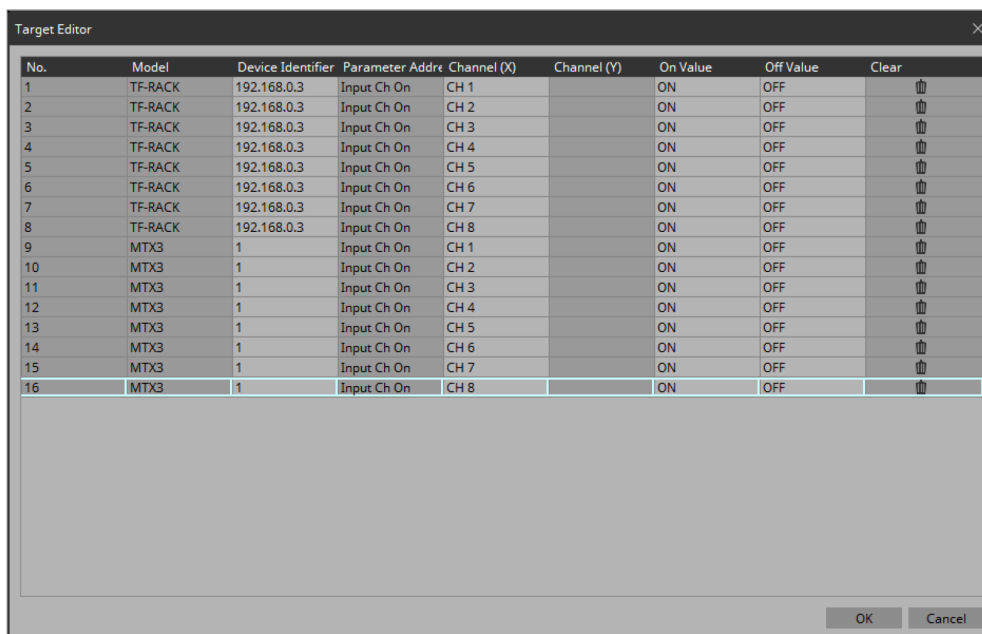 Target Editor
No. Model Device Identifier Parameter Addre Channel (X) Channel (Y) On Value Off Value Clear
1 TF-RACK 192.168.0.3 Input Ch On CH 1 ON OFF
2 TF-RACK 192.168.0.3 Input Ch On CH 2 ON OFF
3 TF-RACK 192.168.0.3 Input Ch On CH 3 ON OFF
4 TF-RACK 192.168.0.3 Input Ch On CH 4 ON OFF
5 TF-RACK 192.168.0.3 Input Ch On CH 5 ON OFF
6 TF-RACK 192.168.0.3 Input Ch On CH 6 ON OFF
7 TF-RACK 192.168.0.3 Input Ch On CH 7 ON OFF
8 TF-RACK 192.168.0.3 Input Ch On CH 8 ON OFF
9 MTX3 1 Input Ch On CH 1 ON OFF
10 MTX3 1 Input Ch On CH 2 ON OFF
11 MTX3 1 Input Ch On CH 3 ON OFF
12 MTX3 1 Input Ch On CH 4 ON OFF
13 MTX3 1 Input Ch On CH 5 ON OFF
14 MTX3 1 Input Ch On CH 6 ON OFF
15 MTX3 1 Input Ch On CH 7 ON OFF
16 MTX3 1 Input Ch On CH 8 ON OFF
OK Cancel